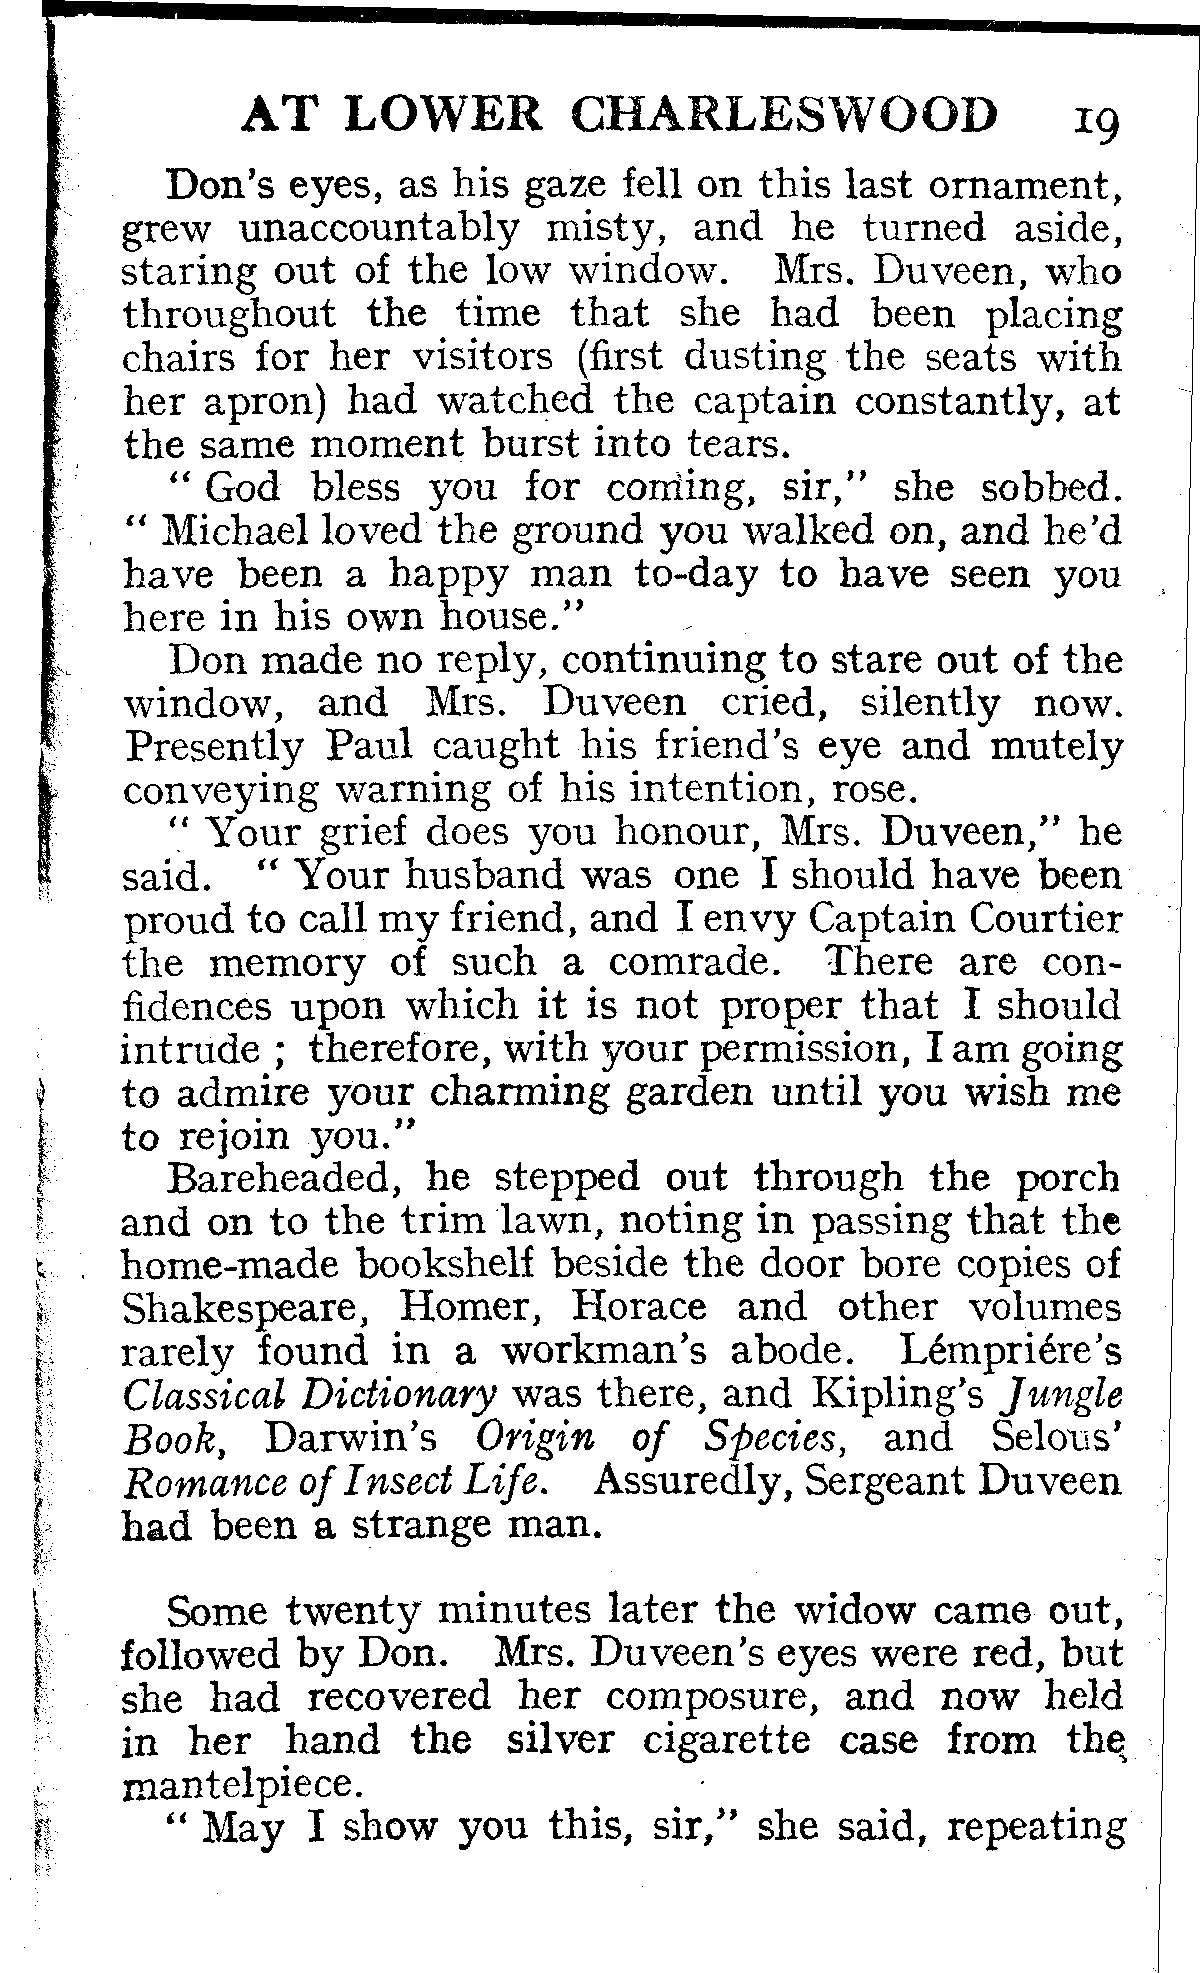 AT LOWER CHARLESWOOD 19
Don's eyes, as his gaze fell on this last ornament,
grew unaccountably misty, and he turned aside,
staring out of the low window. Mrs. Duveen, who
throughout the time that she had been placing
chairs for her visitors (first dusting the seats with
her apron) had watched the captain constantly, at
the same moment burst into tears.
“ God bless you for coming, sir,” she sobbed.
“ Michael loved the ground you walked on, and he'd
have been a happy man to-day to have seen you
here in his own house.”
Don made no reply, continuing to stare out of the
window, and Mrs. Duveen cried, silently now.
Presently Paul caught his friend's eye and mutely
conveying warning of his intention, rose.
“ Your grief does you honour, Mrs. Duveen,” he
said. “ Your husband was one I should have been
proud to call my friend, and I envy Captain Courtier
the memory of such a comrade. There are con-
fidences upon which it is not proper that I should
intrude ; therefore, with your permission, I am going
to admire your charming garden until you wish me
to rejoin you.”
Bareheaded, he stepped out through the porch
and on to the trim lawn, noting in passing that the
home-made bookshelf beside the door bore copies of
Shakespeare, Homer, Horace and other volumes
rarely found in a workman's abode. Lémpriére's
Classical Dictionary was there, and Kipling's Jungle
Book, Darwin's Origin of Species, and Selous'
Romance of Insect Life. Assuredly, Sergeant Duveen
had been a strange man.
Some twenty minutes later the widow came out,
followed by Don. Mrs. Duveen's eyes were red, but
she had recovered her composure, and now held
in her hand the silver cigarette case from the
mantelpiece.
“ May I show you this, sir,” she said, repeating